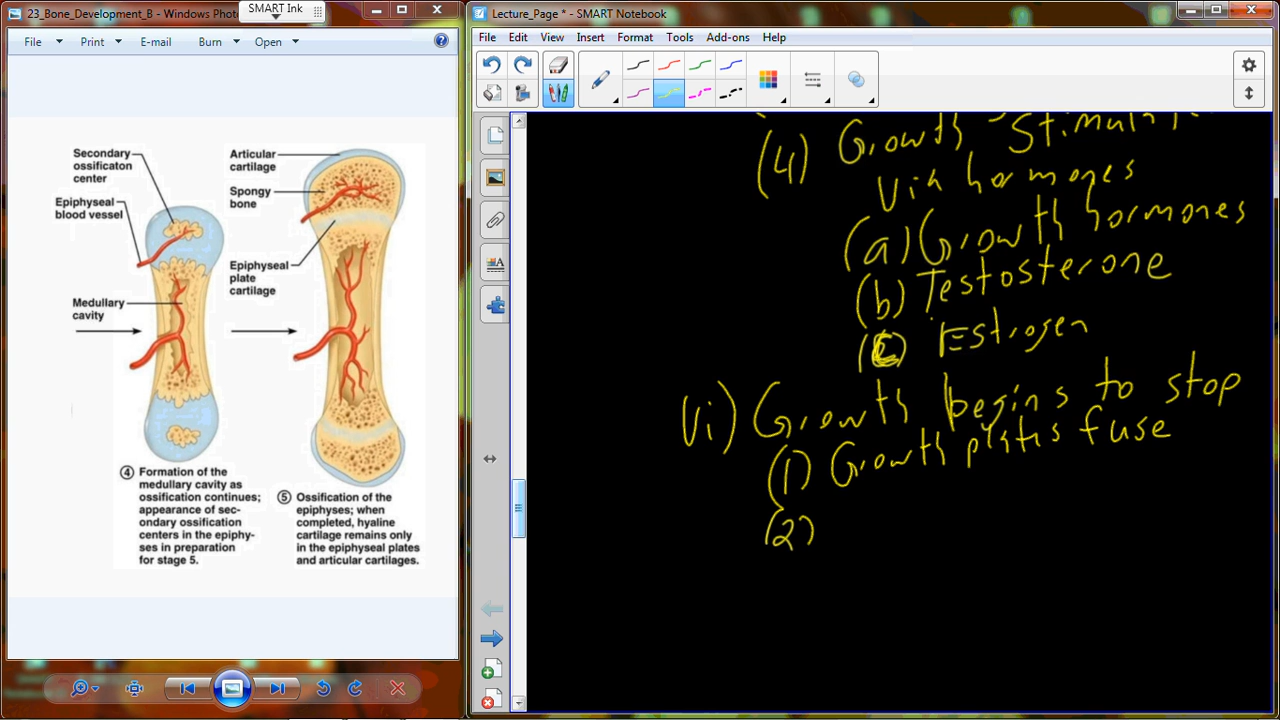 23_Bone_Development_B - Windows Phot
SMART Ink
File Print E-mail Burn Open
Secondary
ossificaton
center
Epiphyseal
blood vessel
Medullary
cavity
Articular
cartilage
Spongy
bone
Epiphyseal
plate
cartilage
4 Formation of the
medullary cavity as
ossification continues;
appearance of sec-
ondary ossification
centers in the epiphy-
ses in preparation
for stage 5.
5 Ossification of the
epiphyses; when
completed, hyaline
cartilage remains only
in the epiphyseal plates
and articular cartilages.
Lecture_Page * - SMART Notebook
File Edit View Insert Format Tools Add-ons Help
(4) Growth
via hormones
(a) Growth hormones
(b) Testosterone
(c) Estrogen
vi) Growth begins to stop
(1) Growth plates fuse
(2)